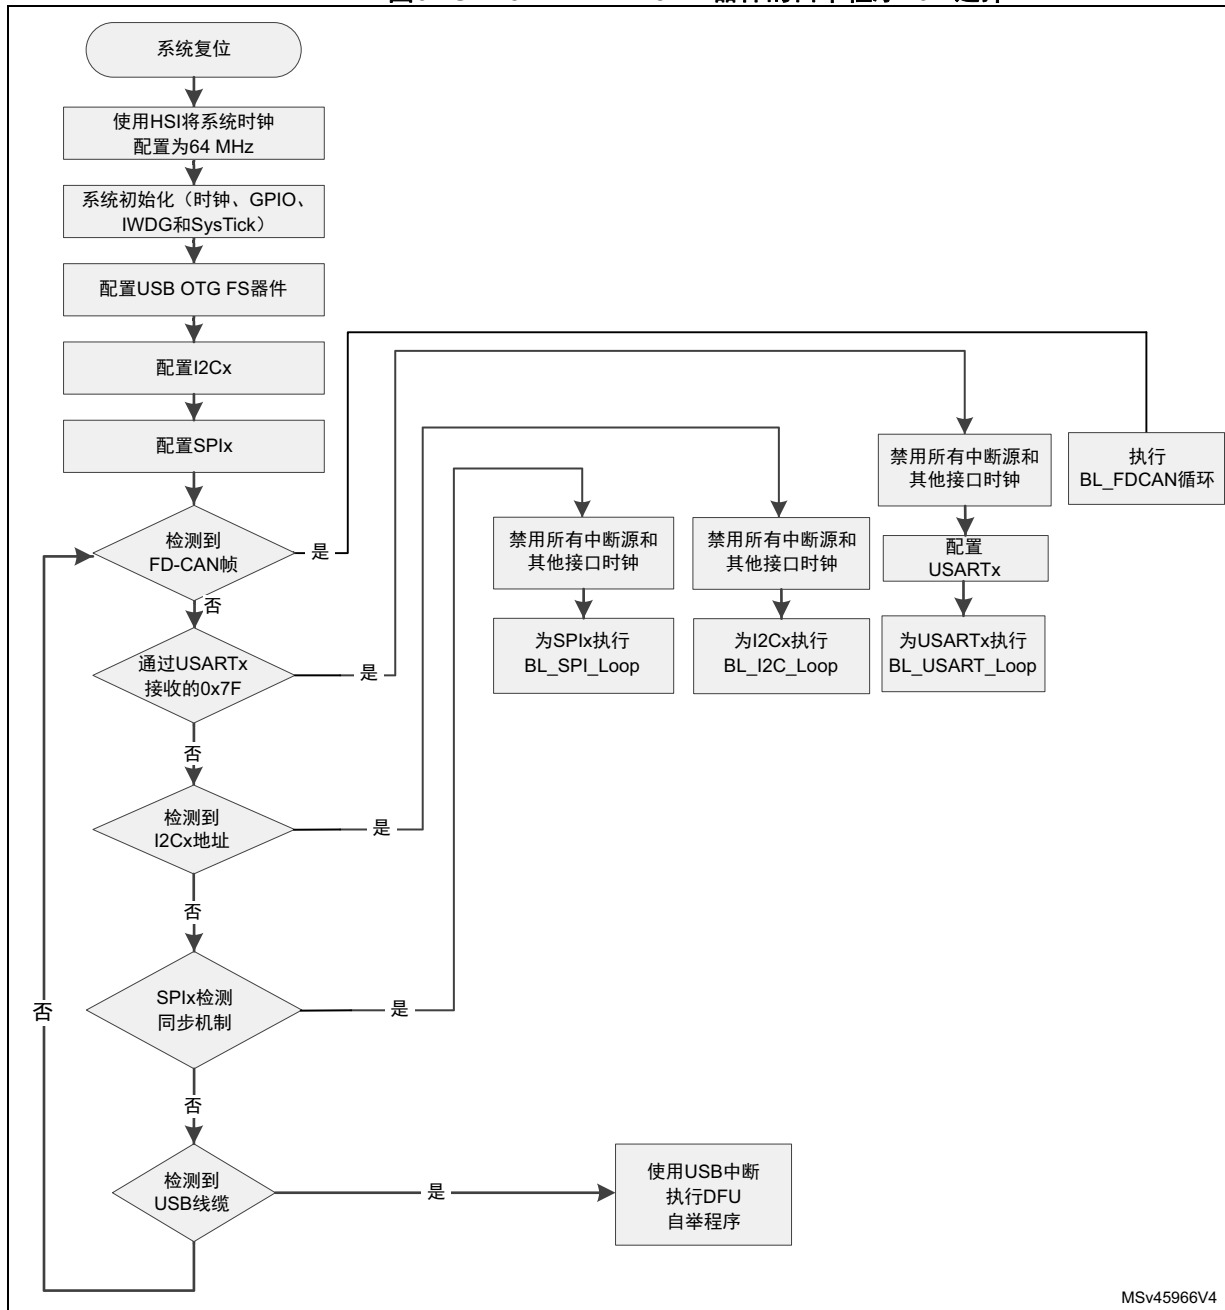 系统复位
使用HSI将系统时钟
配置为64 MHz
系统初始化（时钟、GPIO、
IWDG和SysTick）
配置USB OTG FS器件
配置I2Cx
配置SPIx
检测到
FD-CAN帧
是
否
通过USARTx
接收的0x7F
是
否
检测到
I2Cx地址
是
否
SPIx检测
同步机制
是
否
检测到
USB线缆
是
否
禁用所有中断源和
其他接口时钟
为SPIx执行
BL_SPI_Loop
禁用所有中断源和
其他接口时钟
为I2Cx执行
BL_I2C_Loop
禁用所有中断源和
其他接口时钟
配置
USARTx
为USARTx执行
BL_USART_Loop
执行
BL_FDCAN循环
使用USB中断
执行DFU
自举程序
MSv45966V4